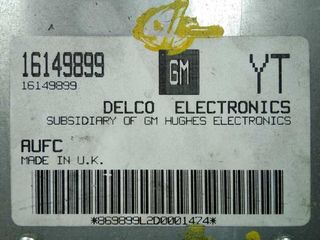 16149899
GM
YT
16149899
DELCO ELECTRONICS
SUBSIDIARY OF GM HUGHES ELECTRONICS
AUFC
MADE IN U.K.
*869899L2D0001474*